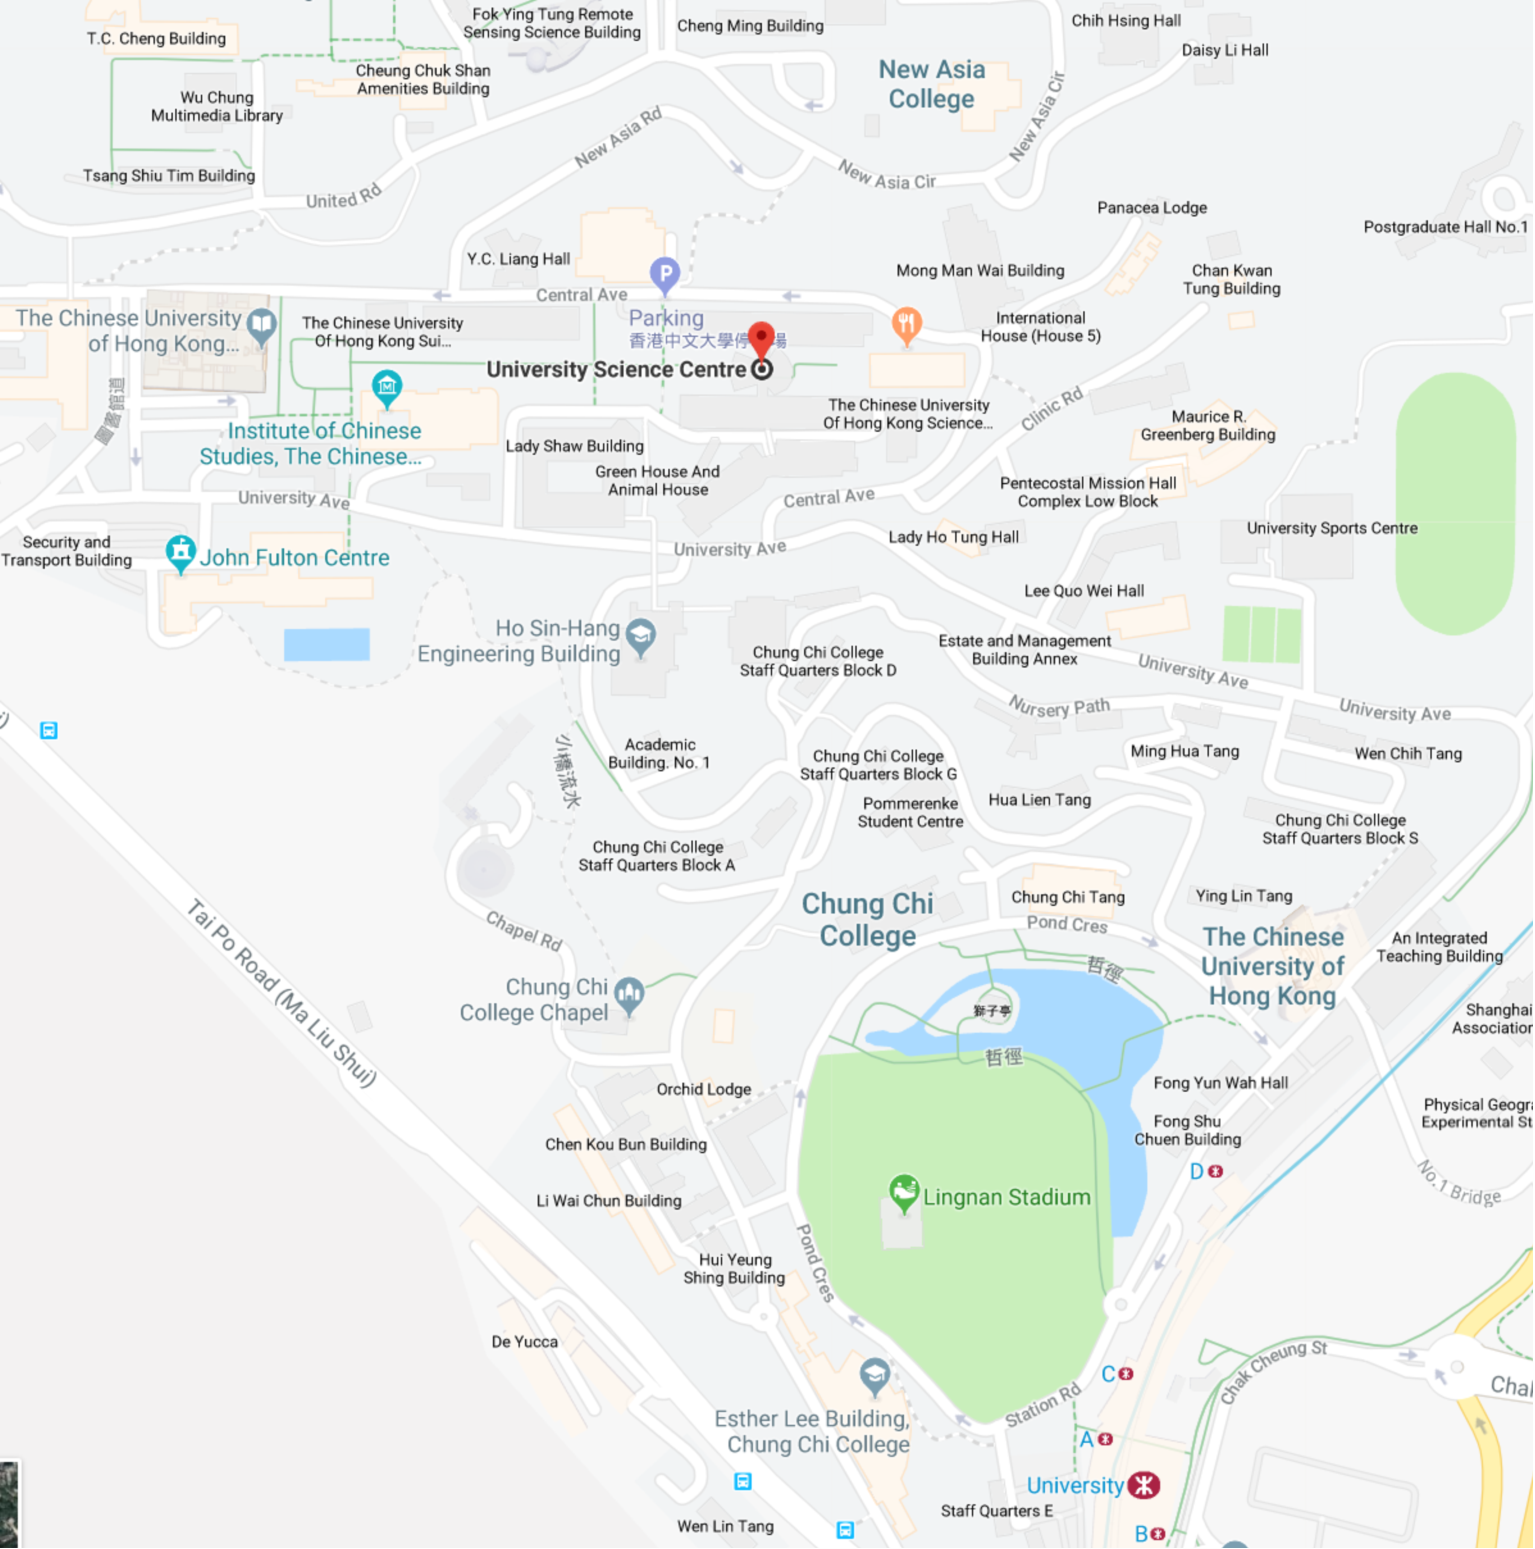 Fok Ying Tung Remote
Sensing Science Building
Cheng Ming Building
Chih Hsing Hall
Daisy Li Hall
T.C. Cheng Building
Cheung Chuk Shan
Amenities Building
New Asia
College
Wu Chung
Multimedia Library
New Asia Rd
New Asia Cir
New Asia Cir
Tsang Shiu Tim Building
United Rd
Panacea Lodge
Postgraduate Hall No.1
Y.C. Liang Hall
Mong Man Wai Building
Chan Kwan
Tung Building
P
Central Ave
The Chinese University
of Hong Kong...
The Chinese University
Of Hong Kong Sui...
Parking
香港中文大學停
場
International
House (House 5)
University Science Centre
圖書館道
Institute of Chinese
Studies, The Chinese...
The Chinese University
Of Hong Kong Science...
Clinic Rd
Maurice R.
Greenberg Building
Lady Shaw Building
Green House And
Animal House
University Ave
Central Ave
Pentecostal Mission Hall
Complex Low Block
University Sports Centre
Security and
Transport Building
John Fulton Centre
University Ave
Lady Ho Tung Hall
Lee Quo Wei Hall
Ho Sin-Hang
Engineering Building
Chung Chi College
Staff Quarters Block D
Estate and Management
Building Annex
University Ave
Nursery Path
University Ave
小橋流水
Academic
Building. No. 1
Chung Chi College
Staff Quarters Block G
Ming Hua Tang
Wen Chih Tang
Pommerenke
Student Centre
Hua Lien Tang
Chung Chi College
Staff Quarters Block S
Chung Chi College
Staff Quarters Block A
Chung Chi
College
Chung Chi Tang
Ying Lin Tang
Pond Cres
Chapel Rd
The Chinese
University of
Hong Kong
An Integrated
Teaching Building
哲徑
Tai Po Road (Ma Liu Shui)
Chung Chi
College Chapel
獅子亭
Shanghai
Association
哲徑
Orchid Lodge
Fong Yun Wah Hall
Fong Shu
Chuen Building
Physical Geogra
Experimental St
Chen Kou Bun Building
D
No.1 Bridge
Li Wai Chun Building
Lingnan Stadium
Pond Cres
Hui Yeung
Shing Building
De Yucca
C
Chak Cheung St
Chak
Station Rd
Esther Lee Building,
Chung Chi College
A
University
Staff Quarters E
Wen Lin Tang
B